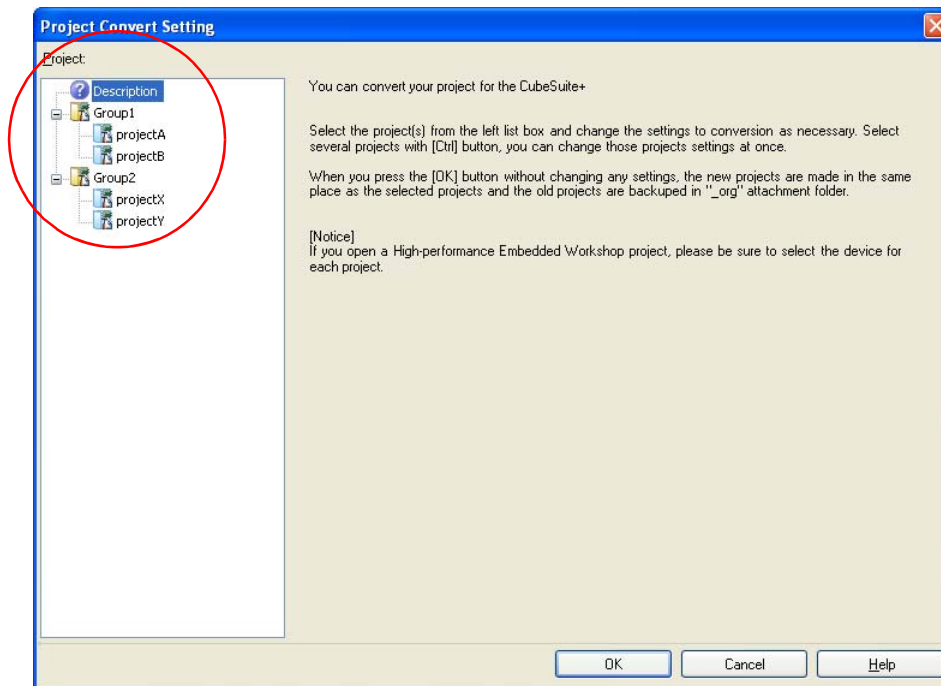 Project Convert Setting
Project:
Description
Group1
projectA
projectB
Group2
projectX
projectY
You can convert your project for the CubeSuite+
Select the project(s) from the left list box and change the settings to conversion as necessary. Select
several projects with [Ctrl] button, you can change those projects settings at once.
When you press the [OK] button without changing any settings, the new projects are made in the same
place as the selected projects and the old projects are backuped in "_org" attachment folder.
[Notice]
If you open a High-performance Embedded Workshop project, please be sure to select the device for
each project.
OK
Cancel
Help